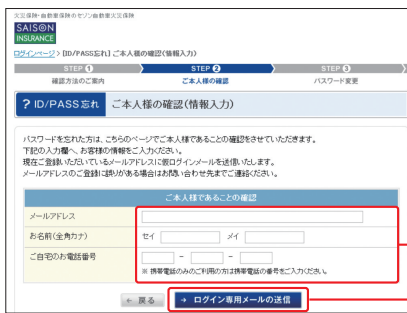 火災保険・自動車保険のセゾン自動車火災保険
SAISON
INSURANCE
ログインページ > [ID/PASS忘れ] ご本人様の確認(情報入力)
STEP 1 STEP 2 STEP 3
確認方法のご案内 ご本人様の確認 パスワード変更
? ID/PASS忘れ ご本人様の確認(情報入力)
パスワードを忘れた方は、こちらのページでご本人様であることの確認をさせていただきます。
下記の入力欄へ、お客様の情報をご入力ください。
現在ご登録いただいているメールアドレスに仮ログインメールを送信いたします。
メールアドレスのご登録に誤りがある場合はお問い合わせ先までご連絡ください。
ご本人様であることの確認
メールアドレス
お名前(全角カナ) セイ メイ
ご自宅のお電話番号 - -
※ 携帯電話のみのご利用の方は携帯電話の番号をご入力ください。
← 戻る → ログイン専用メールの送信